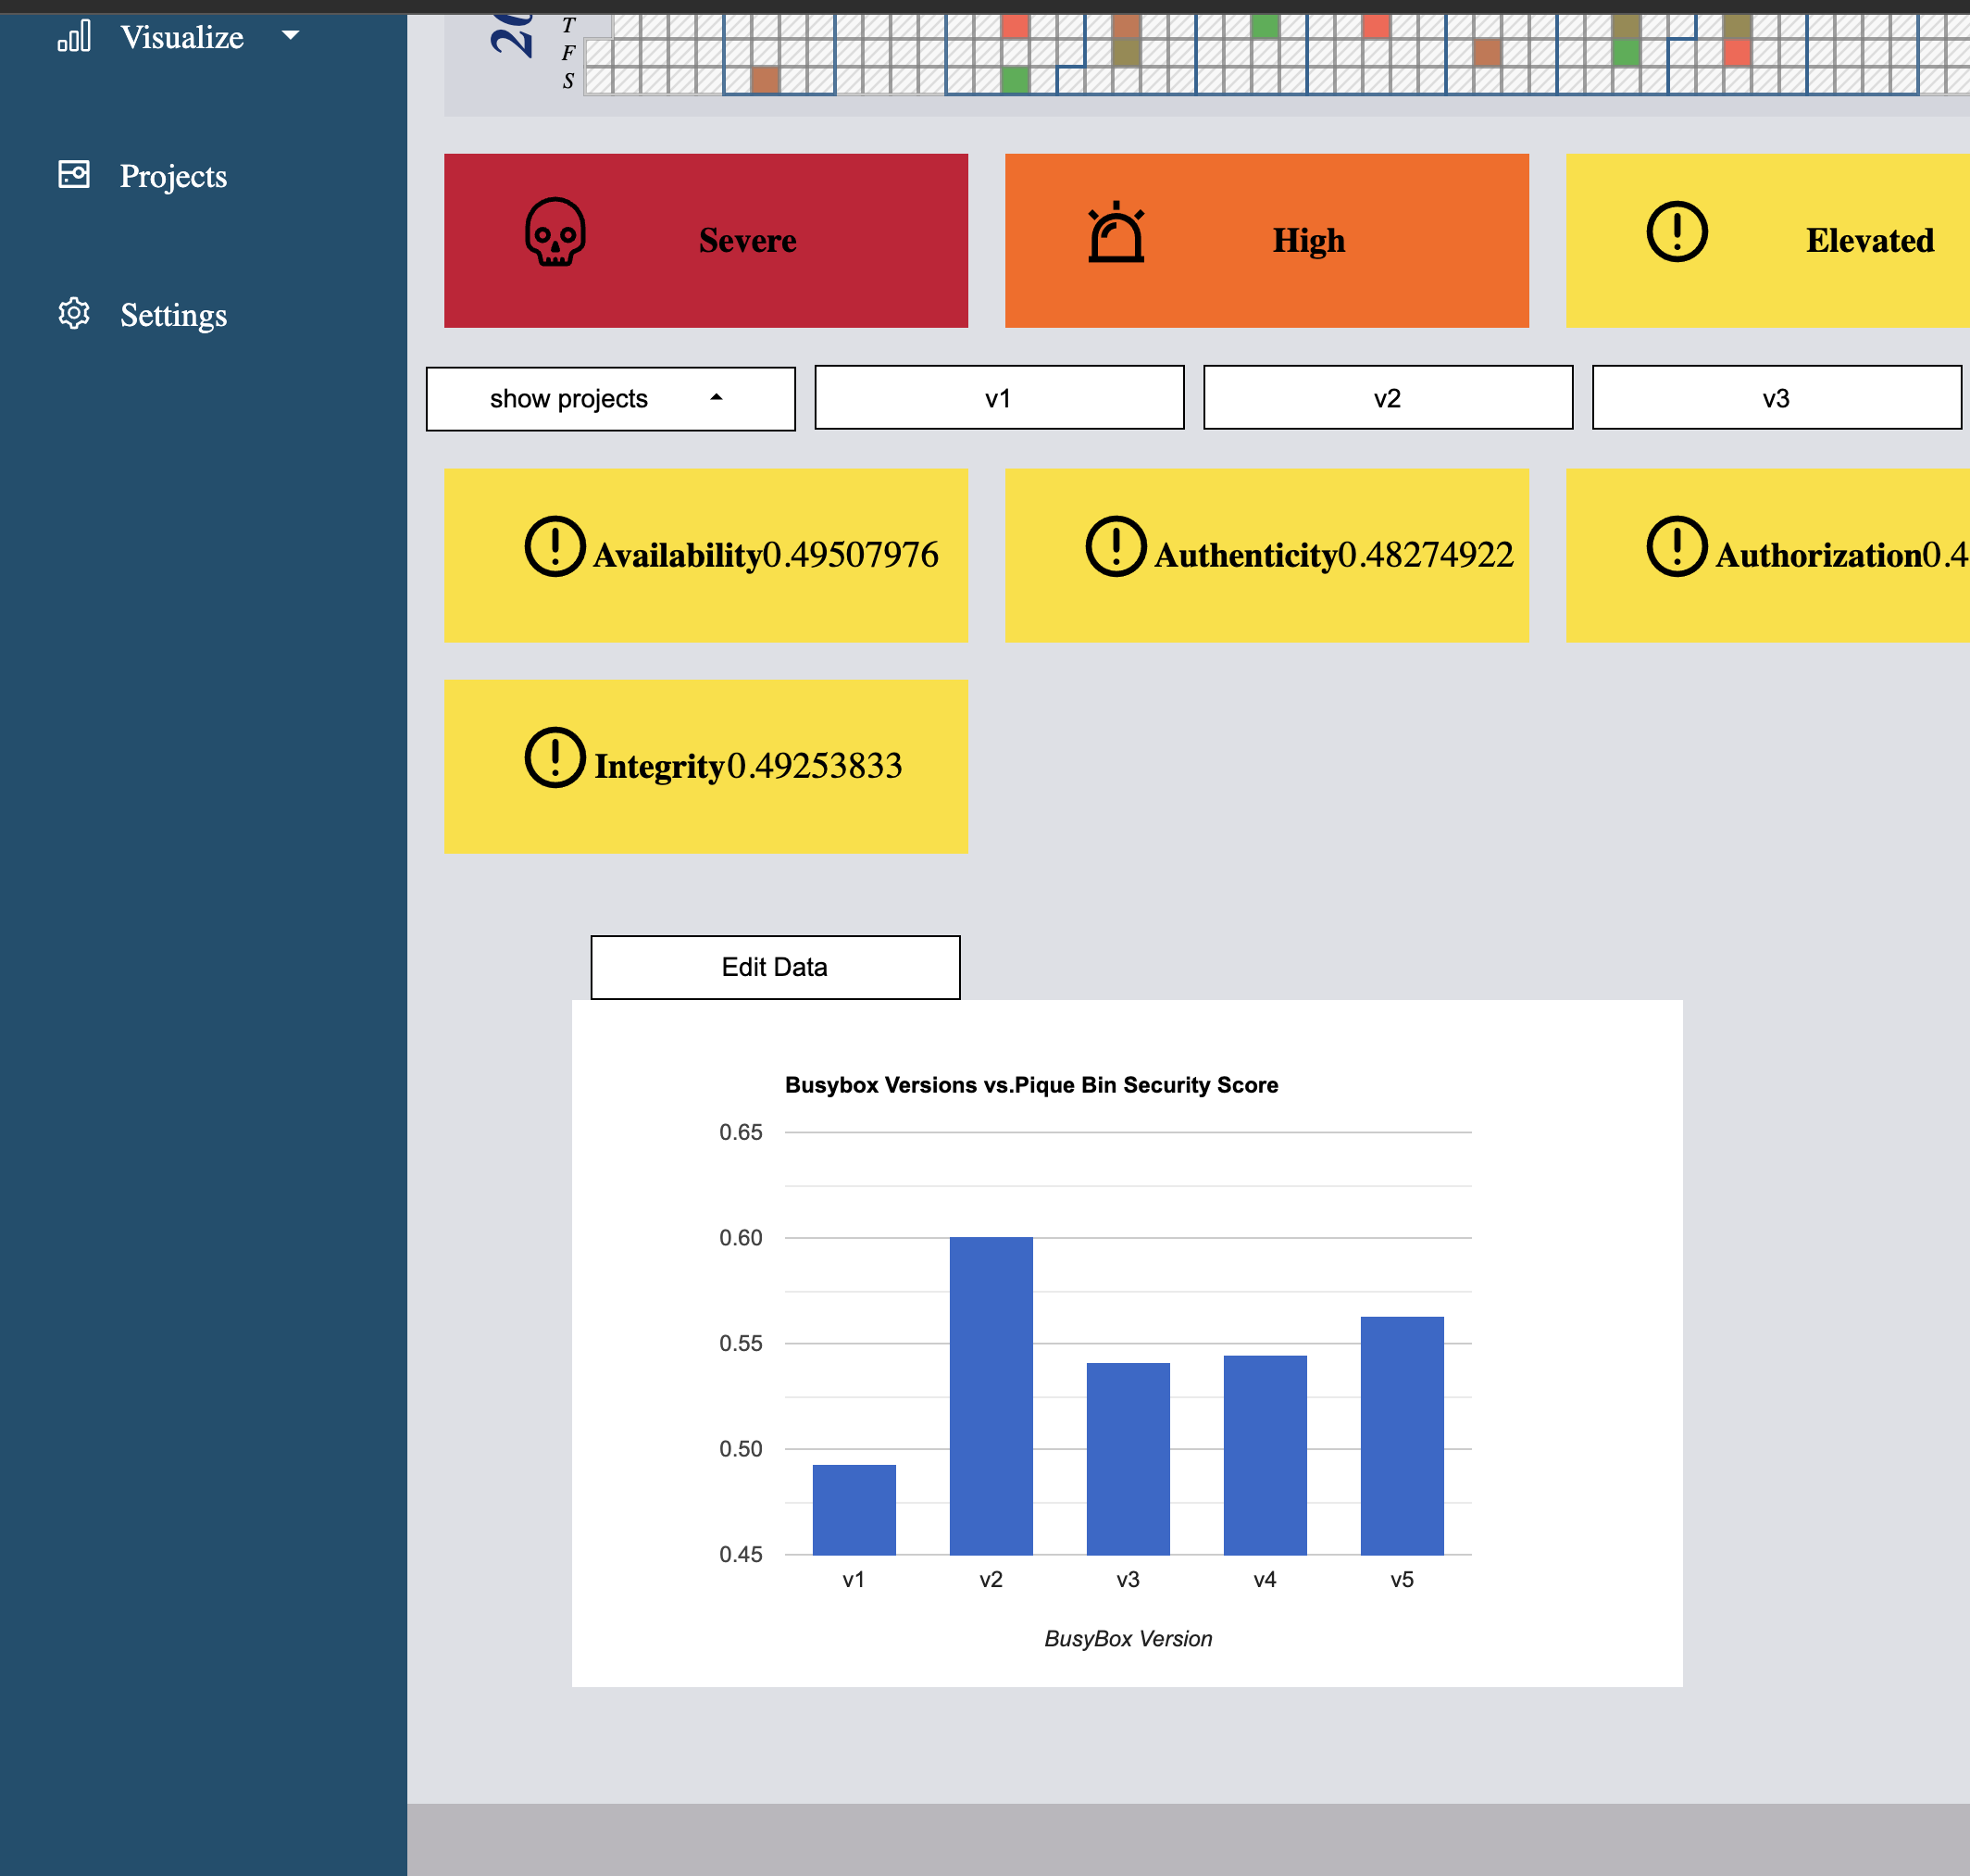 Visualize
Projects
Settings
T
F
S
Severe
High
Elevated
show projects
v1
v2
v3
Availability0.49507976
Authenticity0.48274922
Authorization0.4
Integrity0.49253833
Edit Data
Busybox Versions vs.Pique Bin Security Score
0.65
0.60
0.55
0.50
0.45
v1 v2 v3 v4 v5
BusyBox Version